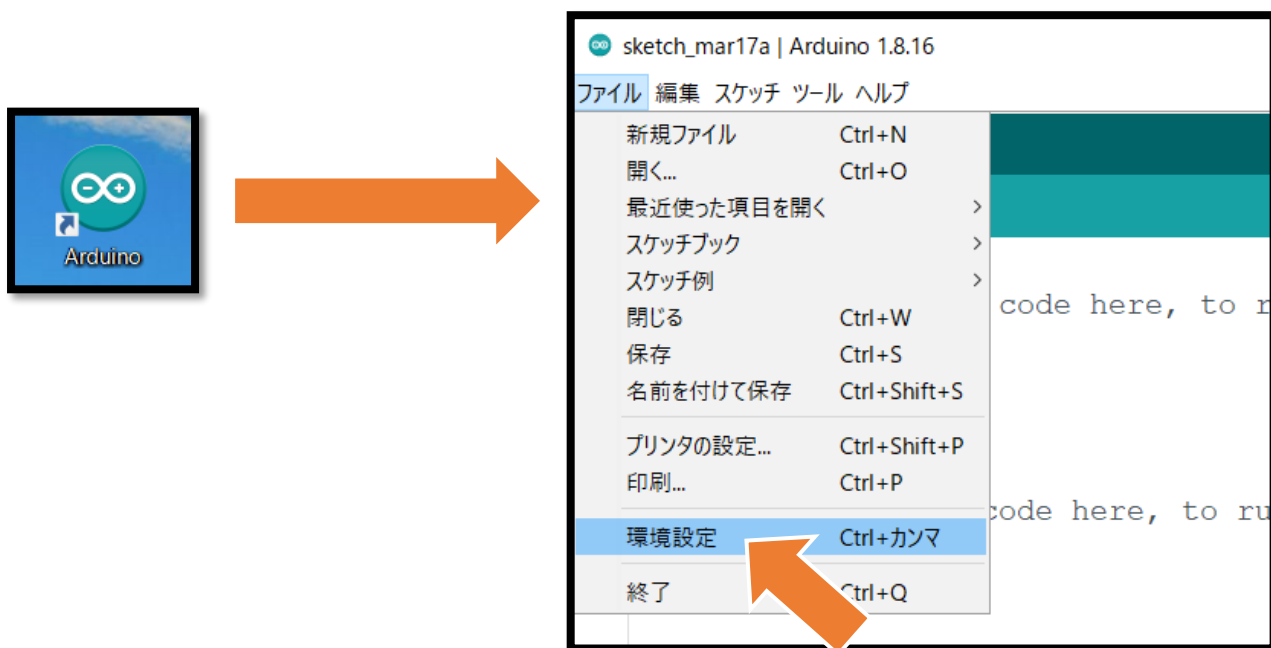 Arduino
sketch_mar17a | Arduino 1.8.16
ファイル 編集 スケッチ ツール ヘルプ
新規ファイル Ctrl+N
開く... Ctrl+O
最近使った項目を開く >
スケッチブック >
スケッチ例 >
閉じる Ctrl+W
保存 Ctrl+S
名前を付けて保存 Ctrl+Shift+S
プリンタの設定... Ctrl+Shift+P
印刷... Ctrl+P
環境設定 Ctrl+カンマ
終了 Ctrl+Q
code here, to r
code here, to ru